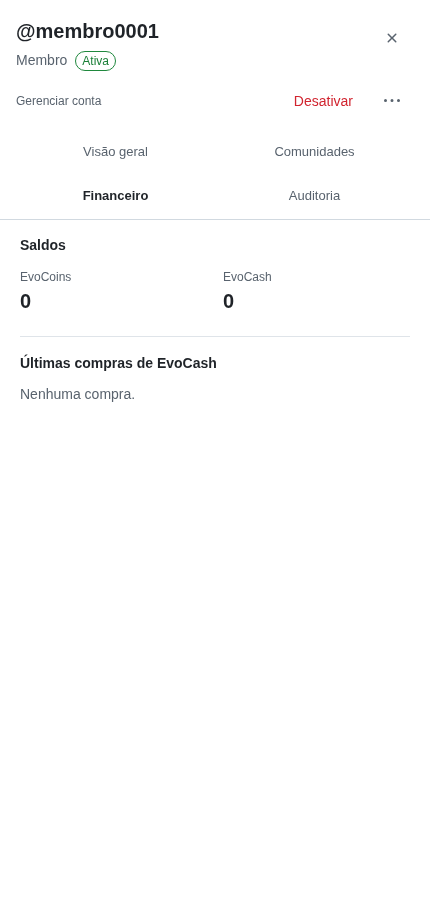 @membro0001
Membro Ativa
Gerenciar conta Desativar
Visão geral Comunidades
Financeiro Auditoria
Saldos
EvoCoins EvoCash
0 0
Últimas compras de EvoCash
Nenhuma compra.